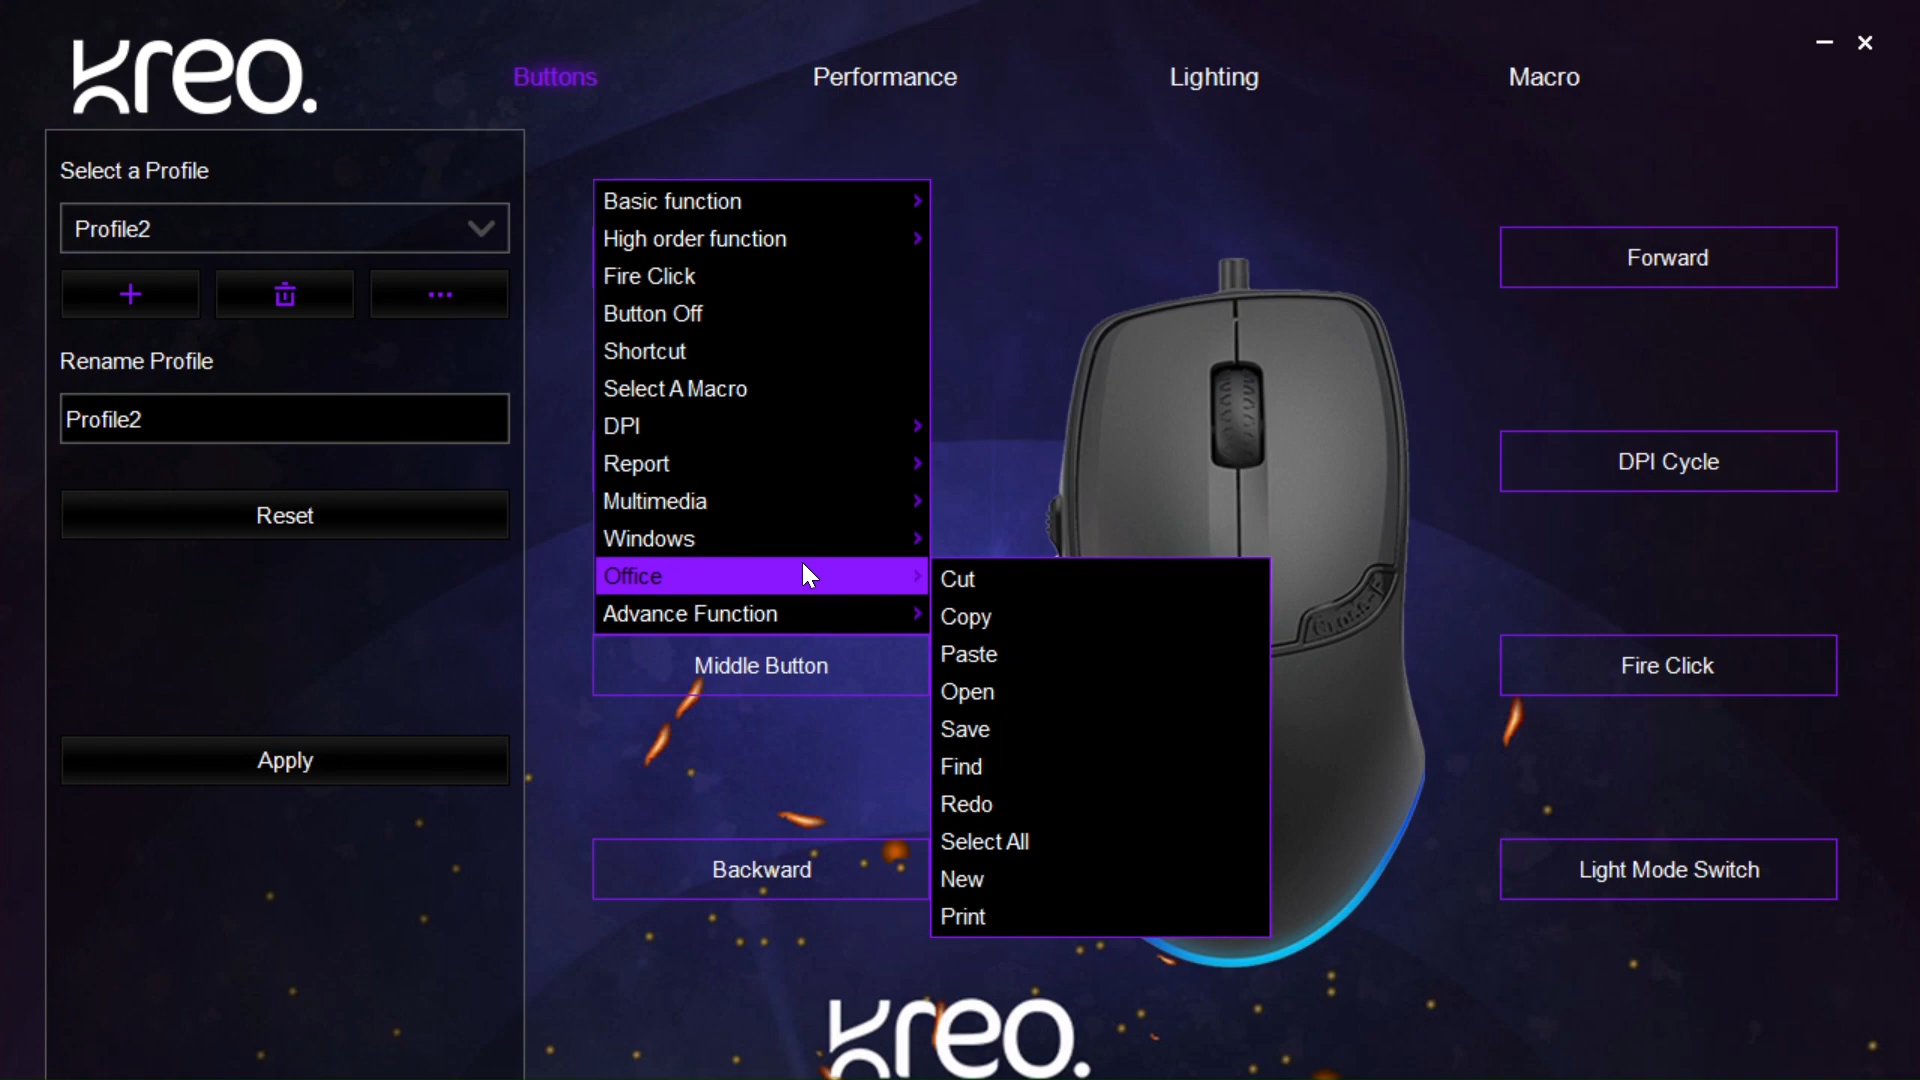 kreo.
Buttons
Performance
Lighting
Macro
Select a Profile
Profile2
Rename Profile
Profile2
Reset
Apply
Basic function
High order function
Fire Click
Button Off
Shortcut
Select A Macro
DPI
Report
Multimedia
Windows
Office
Advance Function
Middle Button
Backward
Cut
Copy
Paste
Open
Save
Find
Redo
Select All
New
Print
Forward
DPI Cycle
Fire Click
Light Mode Switch
kreo.